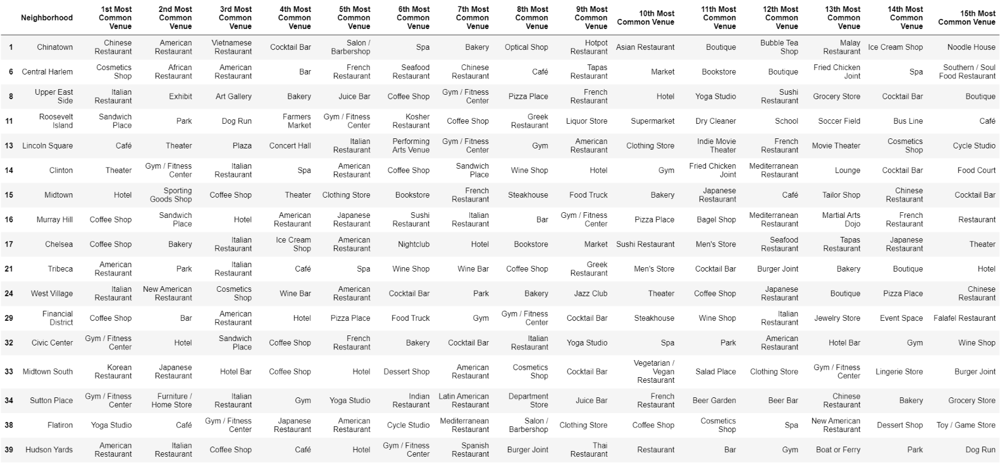 Neighborhood 1st Most Common Venue 2nd Most Common Venue 3rd Most Common Venue 4th Most Common Venue 5th Most Common Venue 6th Most Common Venue 7th Most Common Venue 8th Most Common Venue 9th Most Common Venue 10th Most Common Venue 11th Most Common Venue 12th Most Common Venue 13th Most Common Venue 14th Most Common Venue 15th Most Common Venue
1 Chinatown Chinese Restaurant American Restaurant Vietnamese Restaurant Cocktail Bar Salon / Barbershop Spa Bakery Optical Shop Hotpot Restaurant Asian Restaurant Boutique Bubble Tea Shop Malay Restaurant Ice Cream Shop Noodle House
6 Central Harlem Cosmetics Shop African Restaurant American Restaurant Bar French Restaurant Seafood Restaurant Chinese Restaurant Café Tapas Restaurant Market Bookstore Boutique Fried Chicken Joint Spa Southern / Soul Food Restaurant
8 Upper East Side Italian Restaurant Exhibit Art Gallery Bakery Juice Bar Coffee Shop Gym / Fitness Center Pizza Place French Restaurant Hotel Yoga Studio Sushi Restaurant Grocery Store Cocktail Bar Boutique
11 Roosevelt Island Sandwich Place Park Dog Run Farmers Market Gym / Fitness Center Kosher Restaurant Coffee Shop Greek Restaurant Liquor Store Supermarket Dry Cleaner School Soccer Field Bus Line Café
13 Lincoln Square Café Theater Plaza Concert Hall Italian Restaurant Performing Arts Venue Gym / Fitness Center Gym American Restaurant Clothing Store Indie Movie Theater French Restaurant Movie Theater Cosmetics Shop Cycle Studio
14 Clinton Theater Gym / Fitness Center Italian Restaurant Spa American Restaurant Coffee Shop Sandwich Place Wine Shop Hotel Gym Fried Chicken Joint Mediterranean Restaurant Lounge Cocktail Bar Food Court
15 Midtown Hotel Sporting Goods Shop Coffee Shop Theater Clothing Store Bookstore French Restaurant Steakhouse Food Truck Bakery Japanese Restaurant Café Tailor Shop Chinese Restaurant Cocktail Bar
16 Murray Hill Coffee Shop Sandwich Place Hotel American Restaurant Japanese Restaurant Sushi Restaurant Italian Restaurant Bar Gym / Fitness Center Pizza Place Bagel Shop Mediterranean Restaurant Martial Arts Dojo French Restaurant Restaurant
17 Chelsea Coffee Shop Bakery Italian Restaurant Ice Cream Shop American Restaurant Nightclub Hotel Bookstore Market Sushi Restaurant Men's Store Seafood Restaurant Tapas Restaurant Japanese Restaurant Theater
21 Tribeca American Restaurant Park Italian Restaurant Café Spa Wine Shop Wine Bar Coffee Shop Greek Restaurant Men's Store Cocktail Bar Burger Joint Bakery Boutique Hotel
24 West Village Italian Restaurant New American Restaurant Cosmetics Shop Wine Bar American Restaurant Cocktail Bar Park Bakery Jazz Club Theater Coffee Shop Japanese Restaurant Boutique Pizza Place Chinese Restaurant
29 Financial District Coffee Shop Bar American Restaurant Hotel Pizza Place Food Truck Gym Gym / Fitness Center Cocktail Bar Steakhouse Wine Shop Italian Restaurant Jewelry Store Event Space Falafel Restaurant
32 Civic Center Gym / Fitness Center Hotel Sandwich Place Coffee Shop French Restaurant Bakery Cocktail Bar Italian Restaurant Yoga Studio Spa Park American Restaurant Hotel Bar Gym Wine Shop
33 Midtown South Korean Restaurant Japanese Restaurant Hotel Bar Coffee Shop Hotel Dessert Shop American Restaurant Cosmetics Shop Cocktail Bar Vegetarian / Vegan Restaurant Salad Place Clothing Store Gym / Fitness Center Lingerie Store Burger Joint
34 Sutton Place Gym / Fitness Center Furniture / Home Store Italian Restaurant Gym Yoga Studio Indian Restaurant Latin American Restaurant Department Store Juice Bar French Restaurant Beer Garden Beer Bar Chinese Restaurant Bakery Grocery Store
38 Flatiron Yoga Studio Café Gym / Fitness Center Japanese Restaurant American Restaurant Cycle Studio Mediterranean Restaurant Salon / Barbershop Clothing Store Coffee Shop Cosmetics Shop Spa New American Restaurant Dessert Shop Toy / Game Store
39 Hudson Yards American Restaurant Italian Restaurant Coffee Shop Café Hotel Gym / Fitness Center Spanish Restaurant Burger Joint Thai Restaurant Restaurant Bar Gym Boat or Ferry Park Dog Run